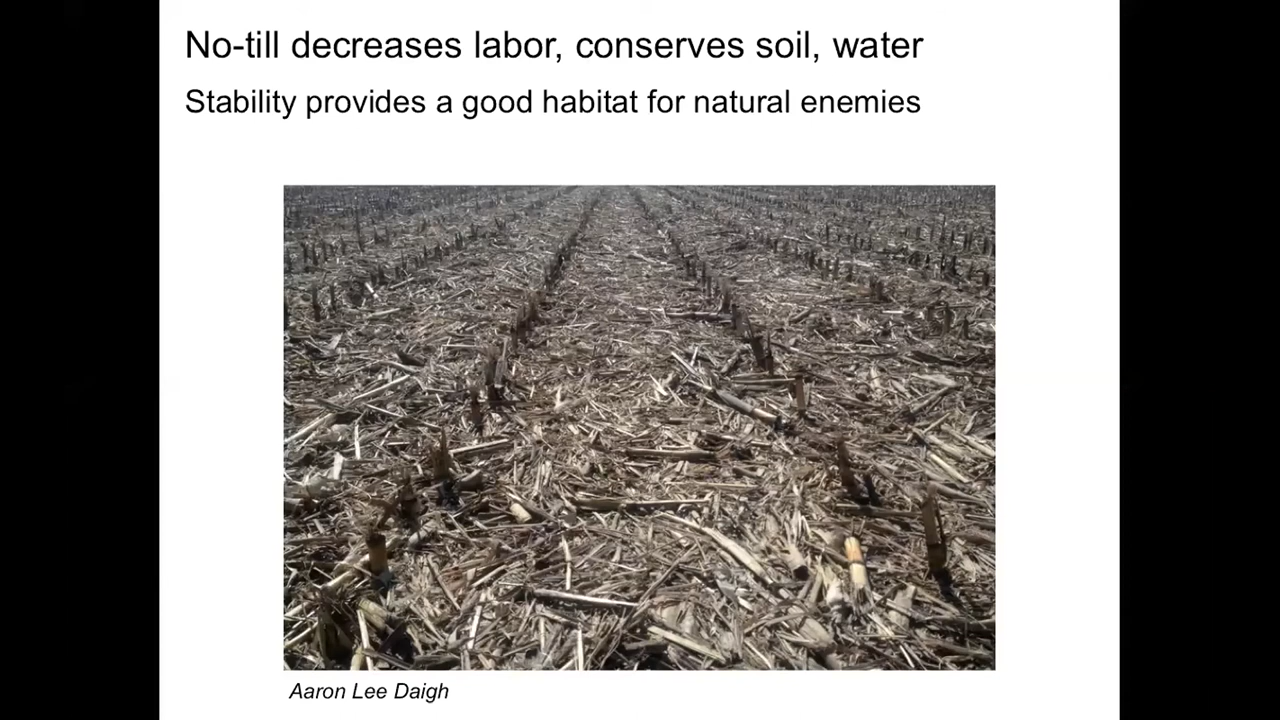 No-till decreases labor, conserves soil, water
Stability provides a good habitat for natural enemies
Aaron Lee Daigh